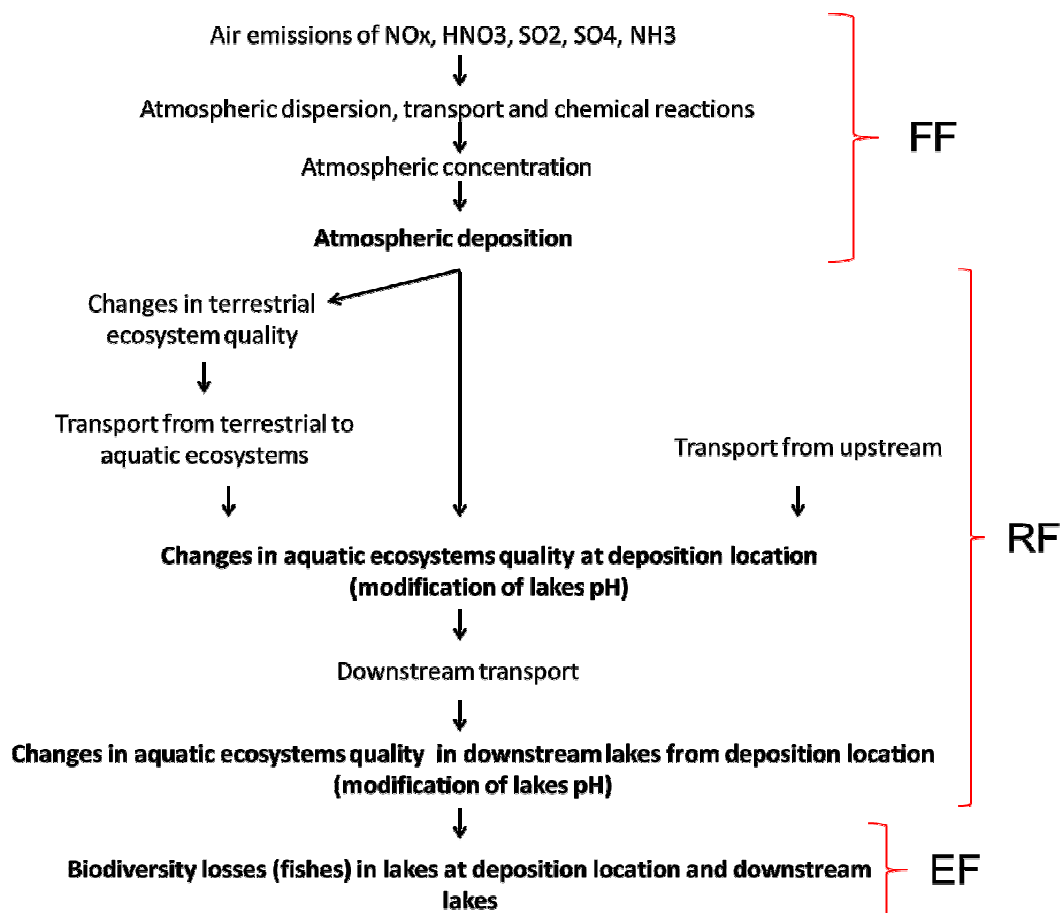 Air emissions of NOx, HNO3, SO2, SO4, NH3
Atmospheric dispersion, transport and chemical reactions
FF
Atmospheric concentration
Atmospheric deposition
Changes in terrestrial
ecosystem quality
Transport from terrestrial to
aquatic ecosystems
Transport from upstream
RF
Changes in aquatic ecosystems quality at deposition location
(modification of lakes pH)
Downstream transport
Changes in aquatic ecosystems quality in downstream lakes from deposition location
(modification of lakes pH)
Biodiversity losses (fishes) in lakes at deposition location and downstream
lakes
EF